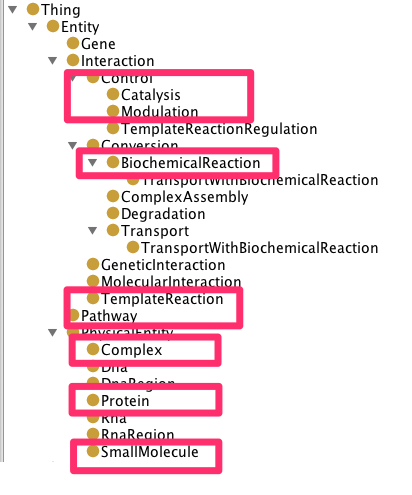 Thing
Entity
Gene
Interaction
Control
Catalysis
Modulation
TemplateReactionRegulation
Conversion
BiochemicalReaction
TransportWithBiochemicalReaction
ComplexAssembly
Degradation
Transport
TransportWithBiochemicalReaction
GeneticInteraction
MolecularInteraction
TemplateReaction
Pathway
PhysicalEntity
Complex
Dna
DnaRegion
Protein
Rna
RnaRegion
SmallMolecule